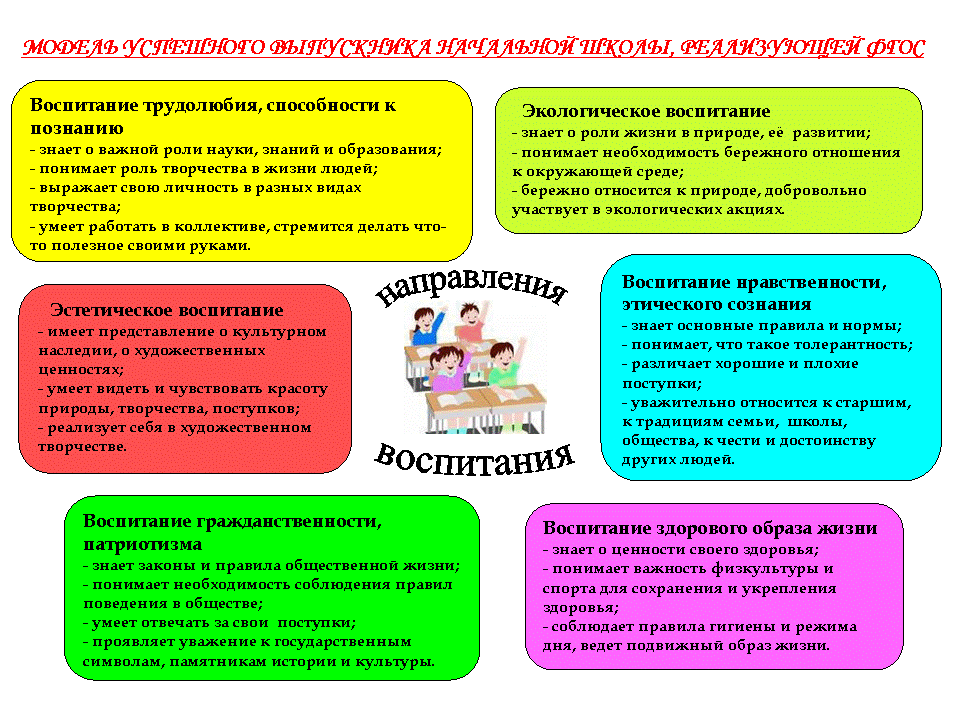 МОДЕЛЬ УСПЕШНОГО ВЫПУСКНИКА НАЧАЛЬНОЙ ШКОЛЫ, РЕАЛИЗУЮЩЕЙ ФГОС
Воспитание трудолюбия, способности к
познанию
- знает о важной роли науки, знаний и образования;
- понимает роль творчества в жизни людей;
- выражает свою личность в разных видах
творчества;
- умеет работать в коллективе, стремится делать что-
то полезное своими руками.
Экологическое воспитание
- знает о роли жизни в природе, её развитии;
- понимает необходимость бережного отношения
к окружающей среде;
- бережно относится к природе, добровольно
участвует в экологических акциях.
Эстетическое воспитание
- имеет представление о культурном
наследии, о художественных
ценностях;
- умеет видеть и чувствовать красоту
природы, творчества, поступков;
- реализует себя в художественном
творчестве.
направления
воспитания
Воспитание нравственности,
этического сознания
- знает основные правила и нормы;
- понимает, что такое толерантность;
- различает хорошие и плохие
поступки;
- уважительно относится к старшим,
к традициям семьи, школы,
общества, к чести и достоинству
других людей.
Воспитание гражданственности,
патриотизма
- знает законы и правила общественной жизни;
- понимает необходимость соблюдения правил
поведения в обществе;
- умеет отвечать за свои поступки;
- проявляет уважение к государственным
символам, памятникам истории и культуры.
Воспитание здорового образа жизни
- знает о ценности своего здоровья;
- понимает важность физкультуры и
спорта для сохранения и укрепления
здоровья;
- соблюдает правила гигиены и режима
дня, ведет подвижный образ жизни.